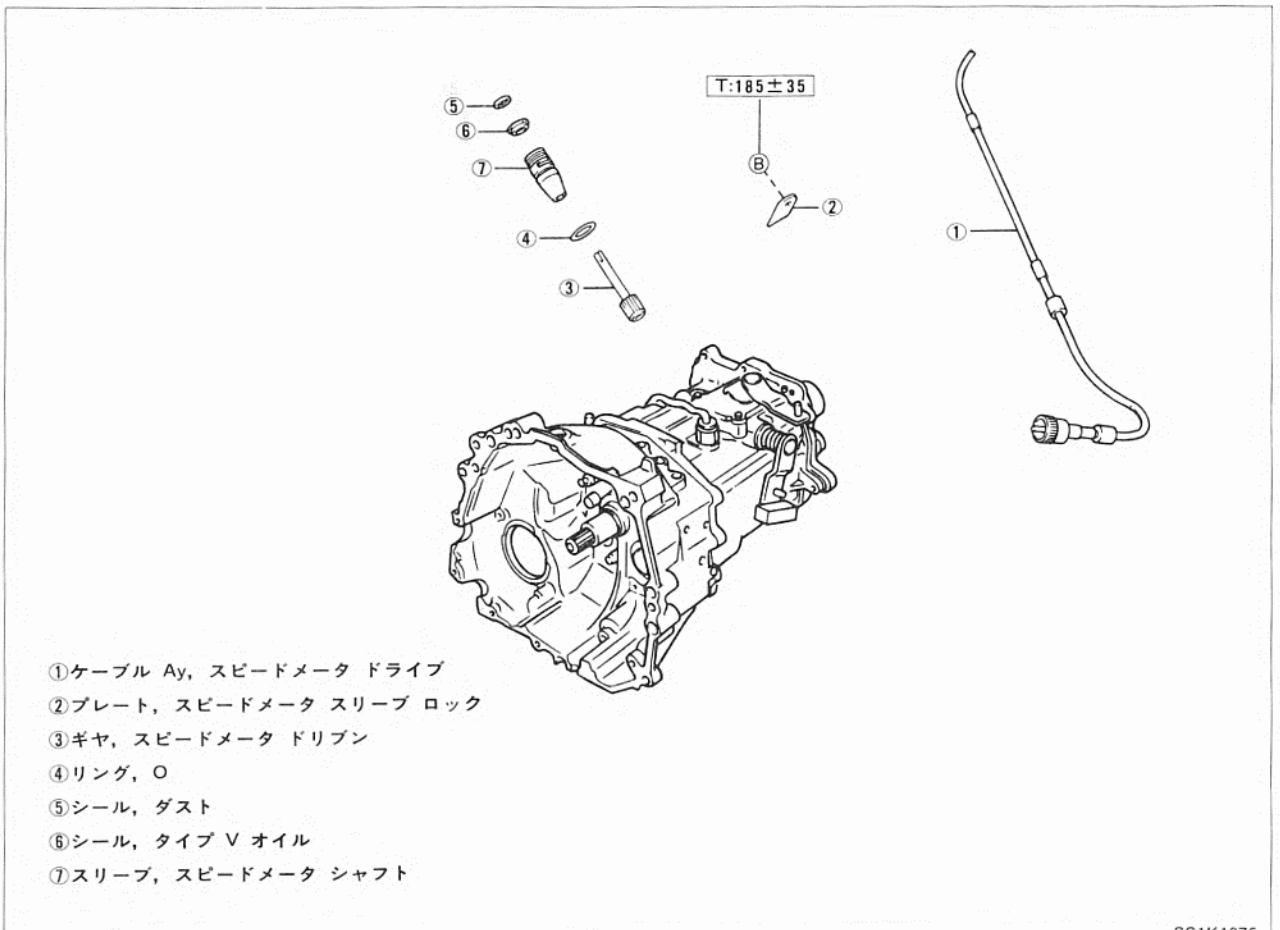 ⑤
⑥
⑦
④
③
T:185±35
Ⓑ
②
①
①ケーブル Ay, スピードメータ ドライブ
②プレート, スピードメータ スリーブ ロック
③ギヤ, スピードメータ ドリブン
④リング, O
⑤シール, ダスト
⑥シール, タイプ V オイル
⑦スリーブ, スピードメータ シャフト